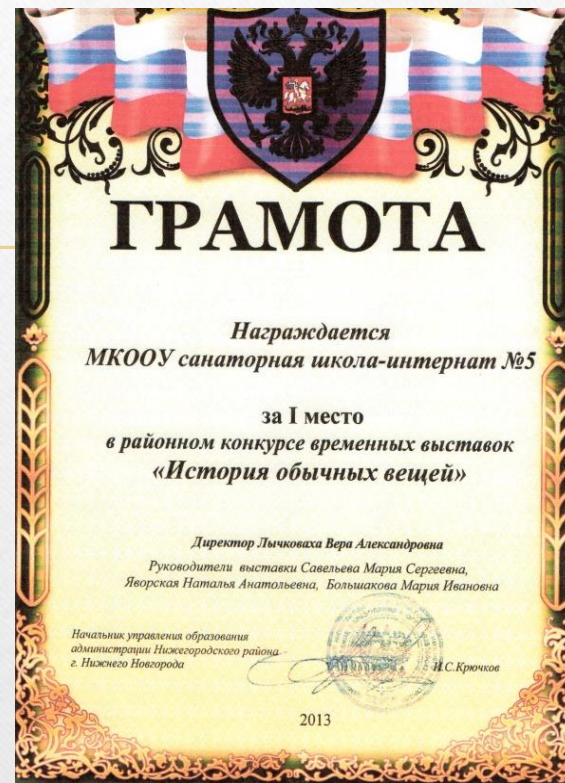 ГРАМОТА
Награждается
МКООУ санаторная школа-интернат №5
за I место
в районном конкурсе временных выставок
«История обычных вещей»
Директор Лычковаха Вера Александровна
Руководители выставки Савельева Мария Сергеевна,
Яворская Наталья Анатольевна, Большакова Мария Ивановна
Начальник управления образования
администрации Нижегородского района
г. Нижнего Новгорода
И.С.Крючков
2013